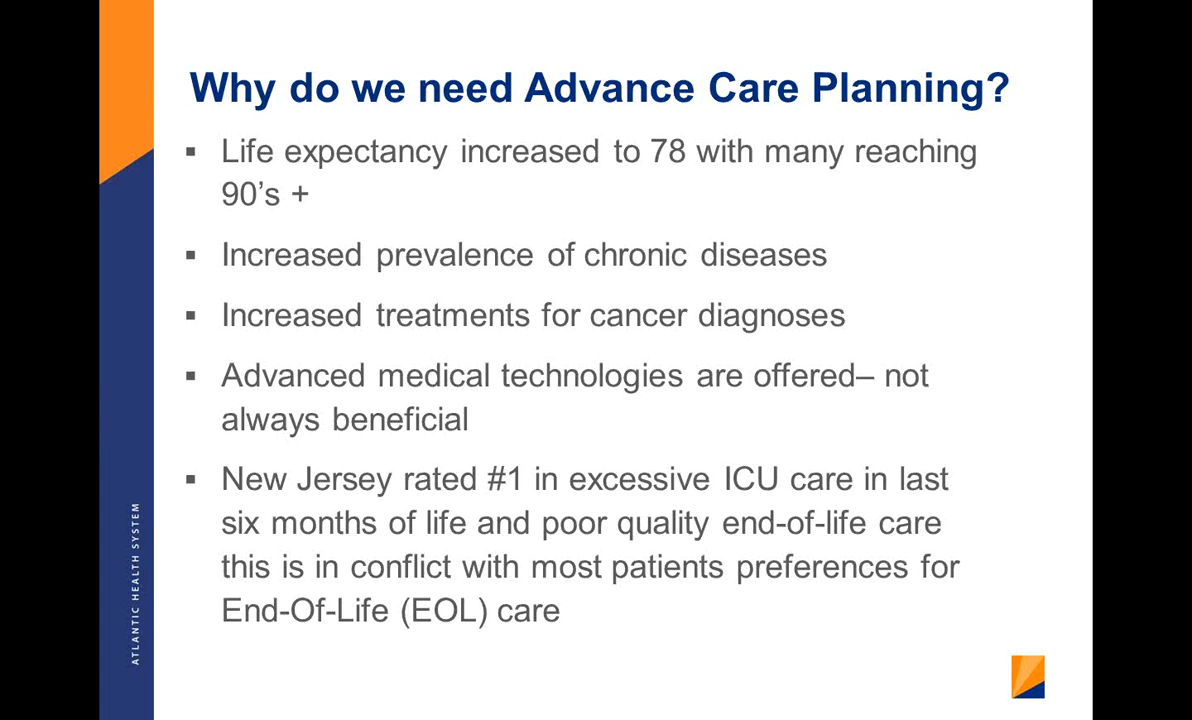 Why do we need Advance Care Planning?
▪ Life expectancy increased to 78 with many reaching
90’s +
▪ Increased prevalence of chronic diseases
▪ Increased treatments for cancer diagnoses
▪ Advanced medical technologies are offered– not
always beneficial
▪ New Jersey rated #1 in excessive ICU care in last
six months of life and poor quality end-of-life care
this is in conflict with most patients preferences for
End-Of-Life (EOL) care
ATLANTIC HEALTH SYSTEM